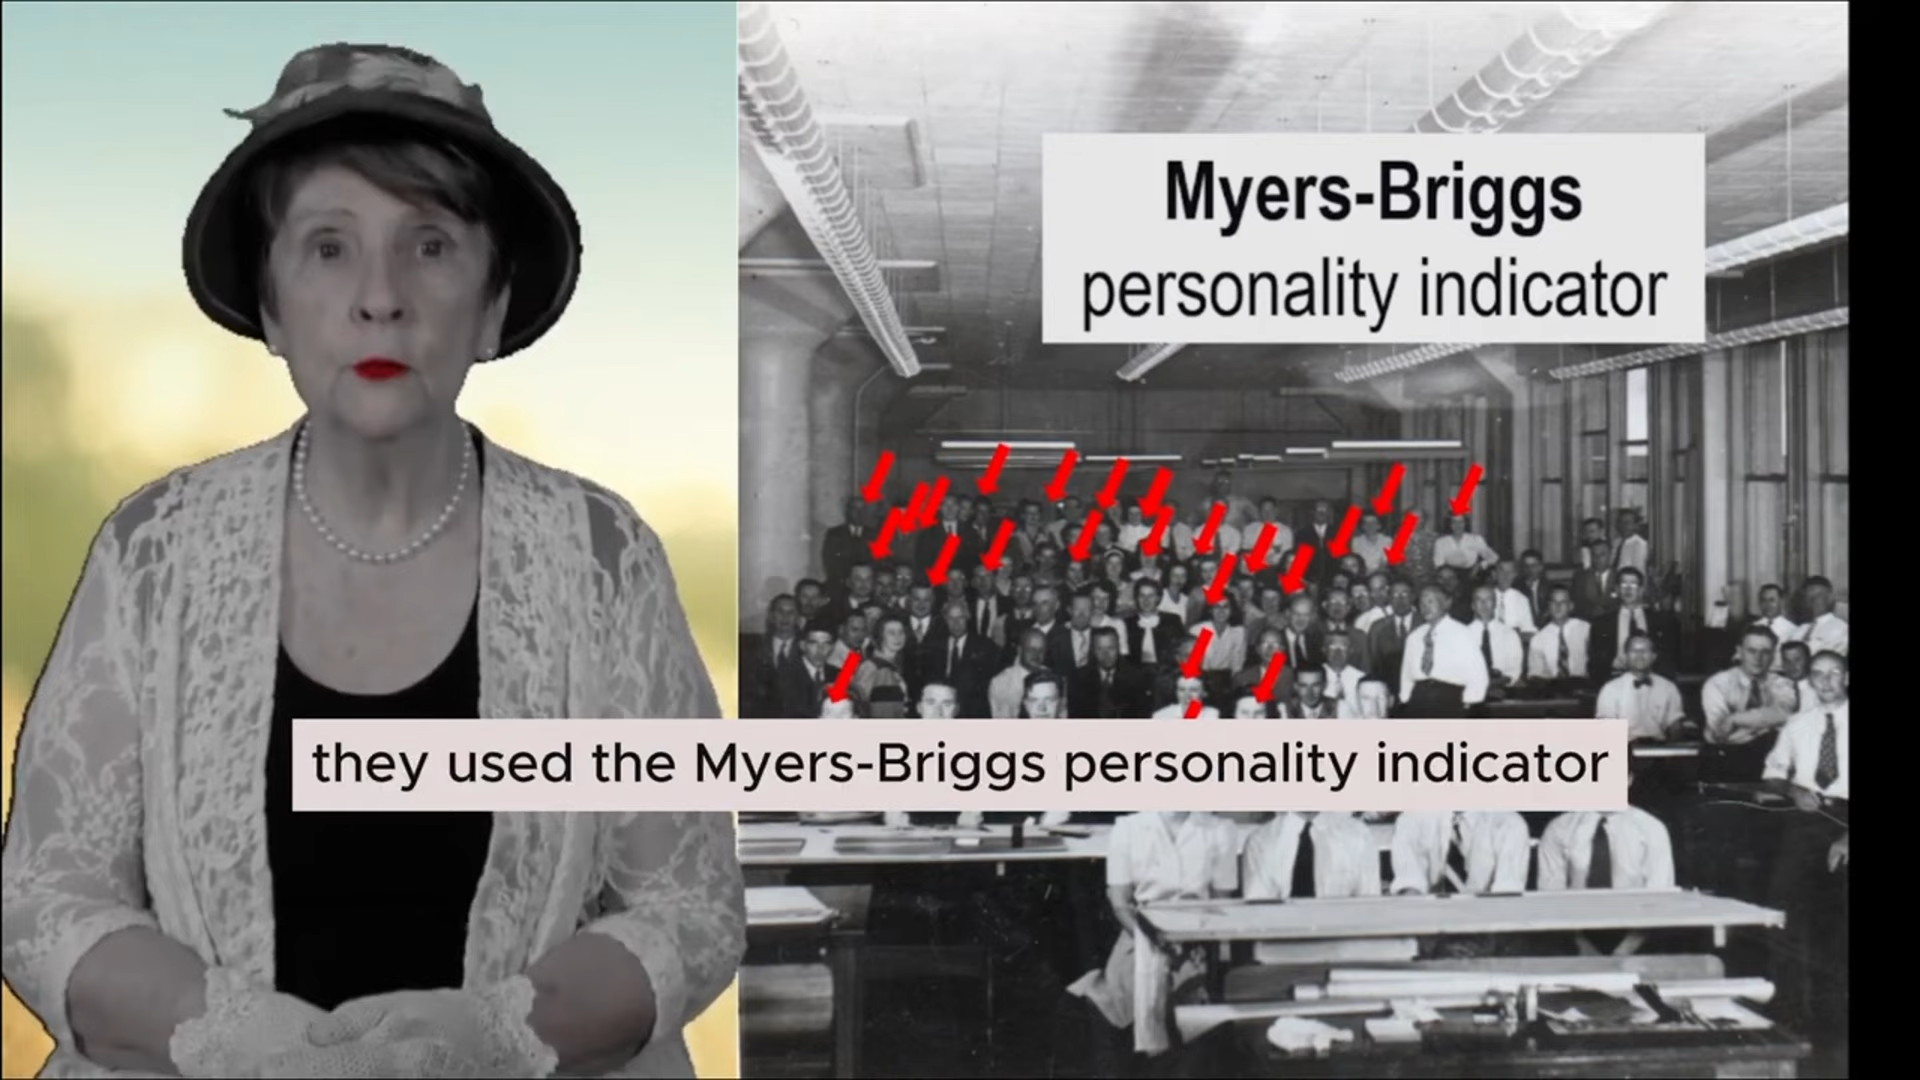 Myers-Briggs
personality indicator
they used the Myers-Briggs personality indicator